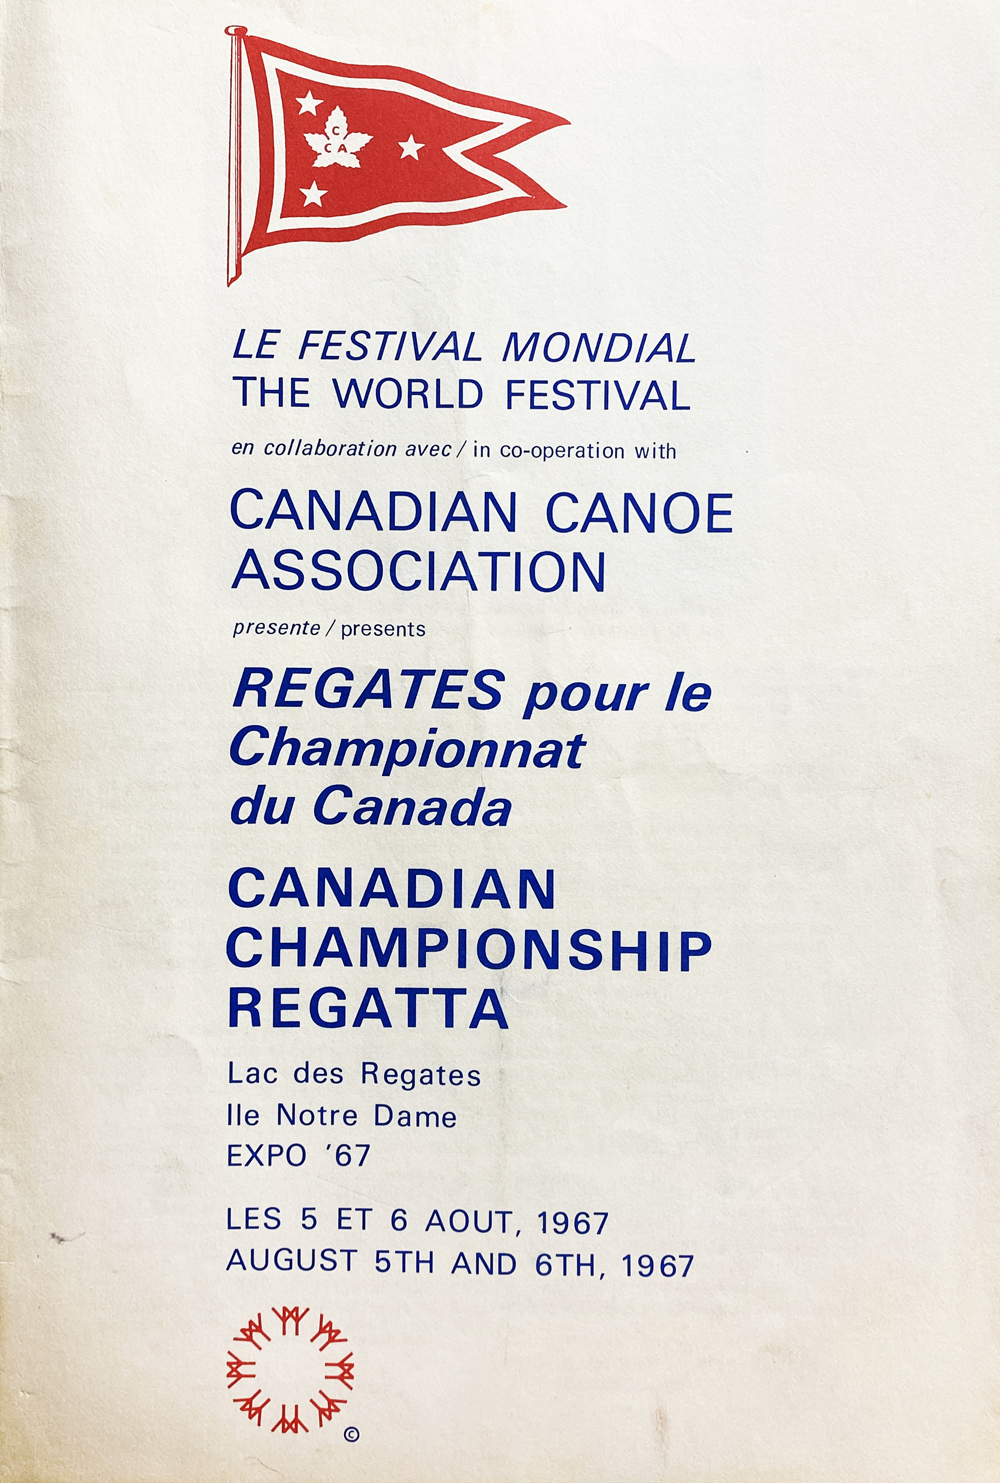 C
C A
LE FESTIVAL MONDIAL
THE WORLD FESTIVAL
en collaboration avec / in co-operation with
CANADIAN CANOE
ASSOCIATION
presente / presents
REGATES pour le
Championnat
du Canada
CANADIAN
CHAMPIONSHIP
REGATTA
Lac des Regates
Ile Notre Dame
EXPO '67
LES 5 ET 6 AOUT, 1967
AUGUST 5TH AND 6TH, 1967
©